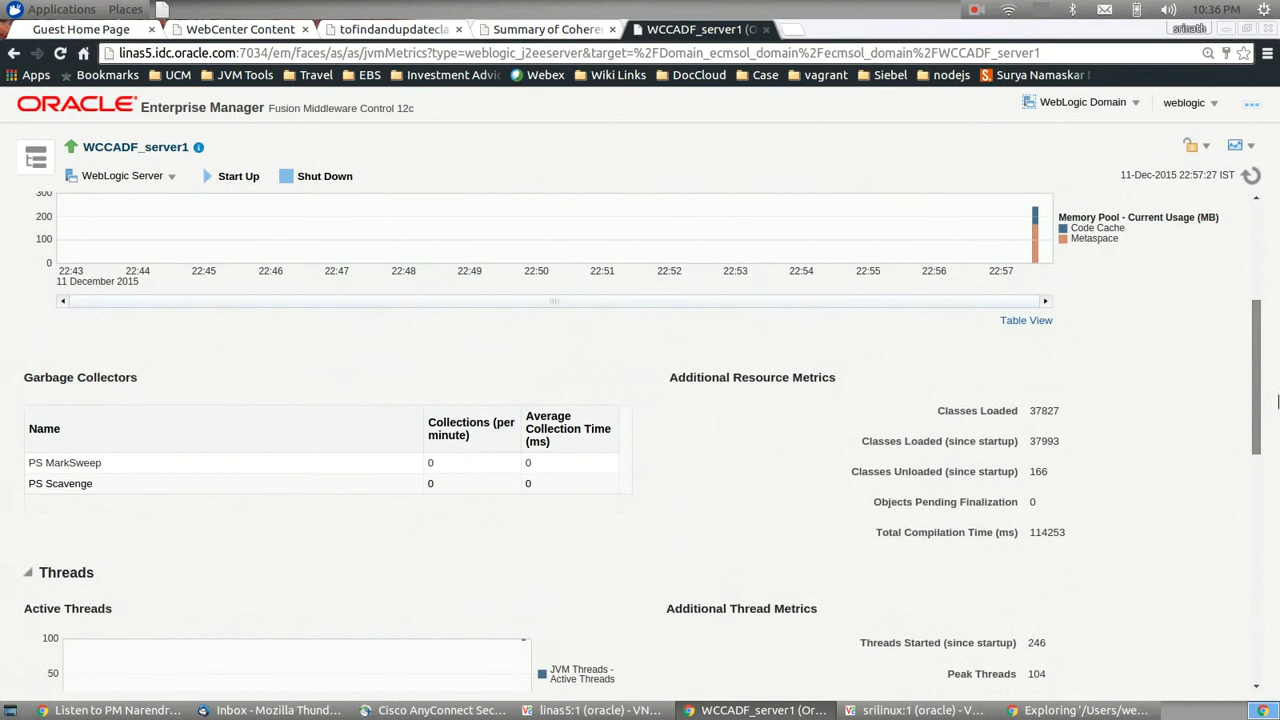 Applications Places 10:36 PM
Guest Home Page × WebCenter Content × tofindandupdatecla × Summary of Cohere × WCCADF_server1 (O × srinath
linas5.idc.oracle.com:7034/em/faces/as/as/jvmMetrics?type=weblogic_j2eeserver&target=%2FDomain_ecmsol_domain%2Fecmsol_domain%2FWCCADF_server1
Apps Bookmarks UCM JVM Tools Travel EBS Investment Advic Webex Wiki Links DocCloud Case vagrant Siebel nodejs Surya Namaskar
ORACLE Enterprise Manager Fusion Middleware Control 12c WebLogic Domain weblogic
WCCADF_server1
WebLogic Server Start Up Shut Down 11-Dec-2015 22:57:27 IST
300
200
100
0
Memory Pool - Current Usage (MB)
Code Cache
Metaspace
22:43 22:44 22:45 22:46 22:47 22:48 22:49 22:50 22:51 22:52 22:53 22:54 22:55 22:56 22:57
11 December 2015
Table View
Garbage Collectors
Name Collections (per minute) Average Collection Time (ms)
PS MarkSweep 0 0
PS Scavenge 0 0
Additional Resource Metrics
Classes Loaded 37827
Classes Loaded (since startup) 37993
Classes Unloaded (since startup) 166
Objects Pending Finalization 0
Total Compilation Time (ms) 114253
Threads
Active Threads
100
50
JVM Threads -
Active Threads
Additional Thread Metrics
Threads Started (since startup) 246
Peak Threads 104
Listen to PM Narendr... Inbox - Mozilla Thund... Cisco AnyConnect Sec... linas5:1 (oracle) - VN... WCCADF_server1 (Or... srilinux:1 (oracle) - V... Exploring '/Users/we...